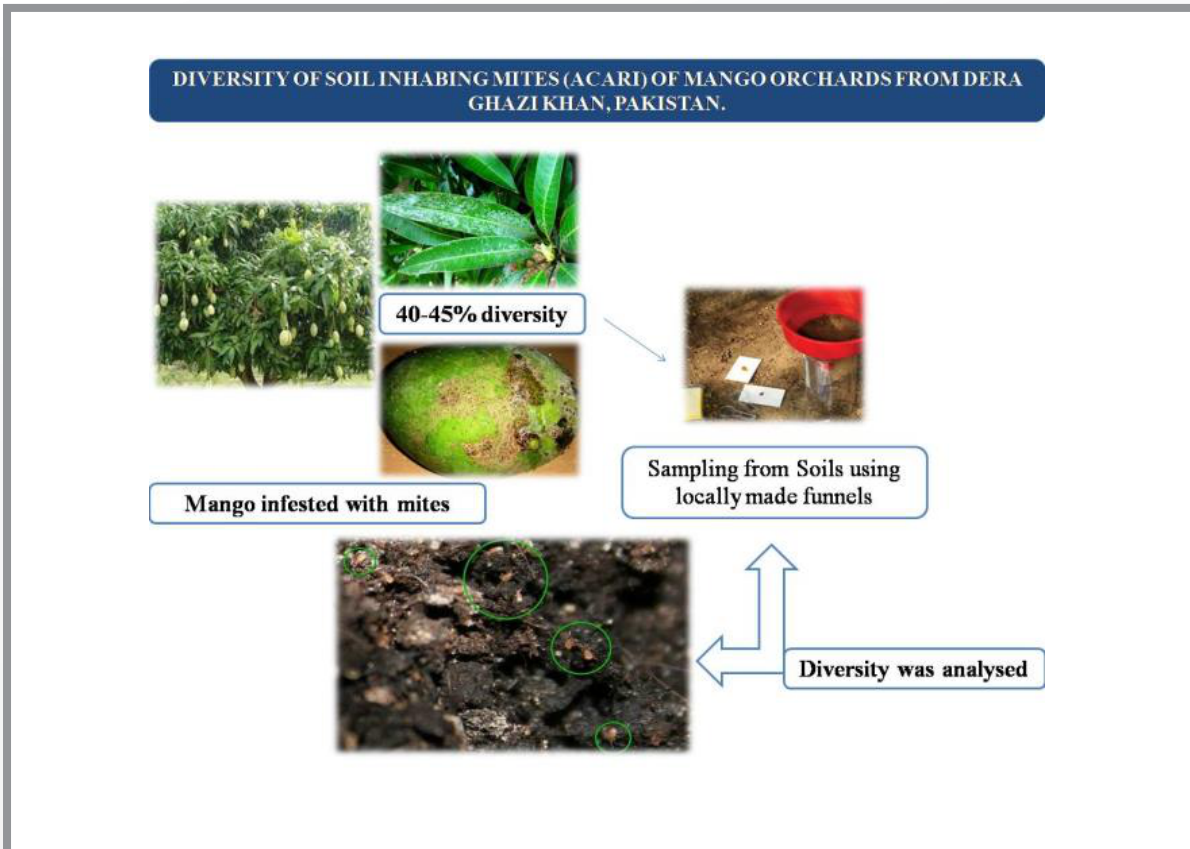 DIVERSITY OF SOIL INHABING MITES (ACARI) OF MANGO ORCHARDS FROM DERA
GHAZI KHAN, PAKISTAN.
40-45% diversity
Mango infested with mites
Sampling from Soils using
locally made funnels
Diversity was analysed